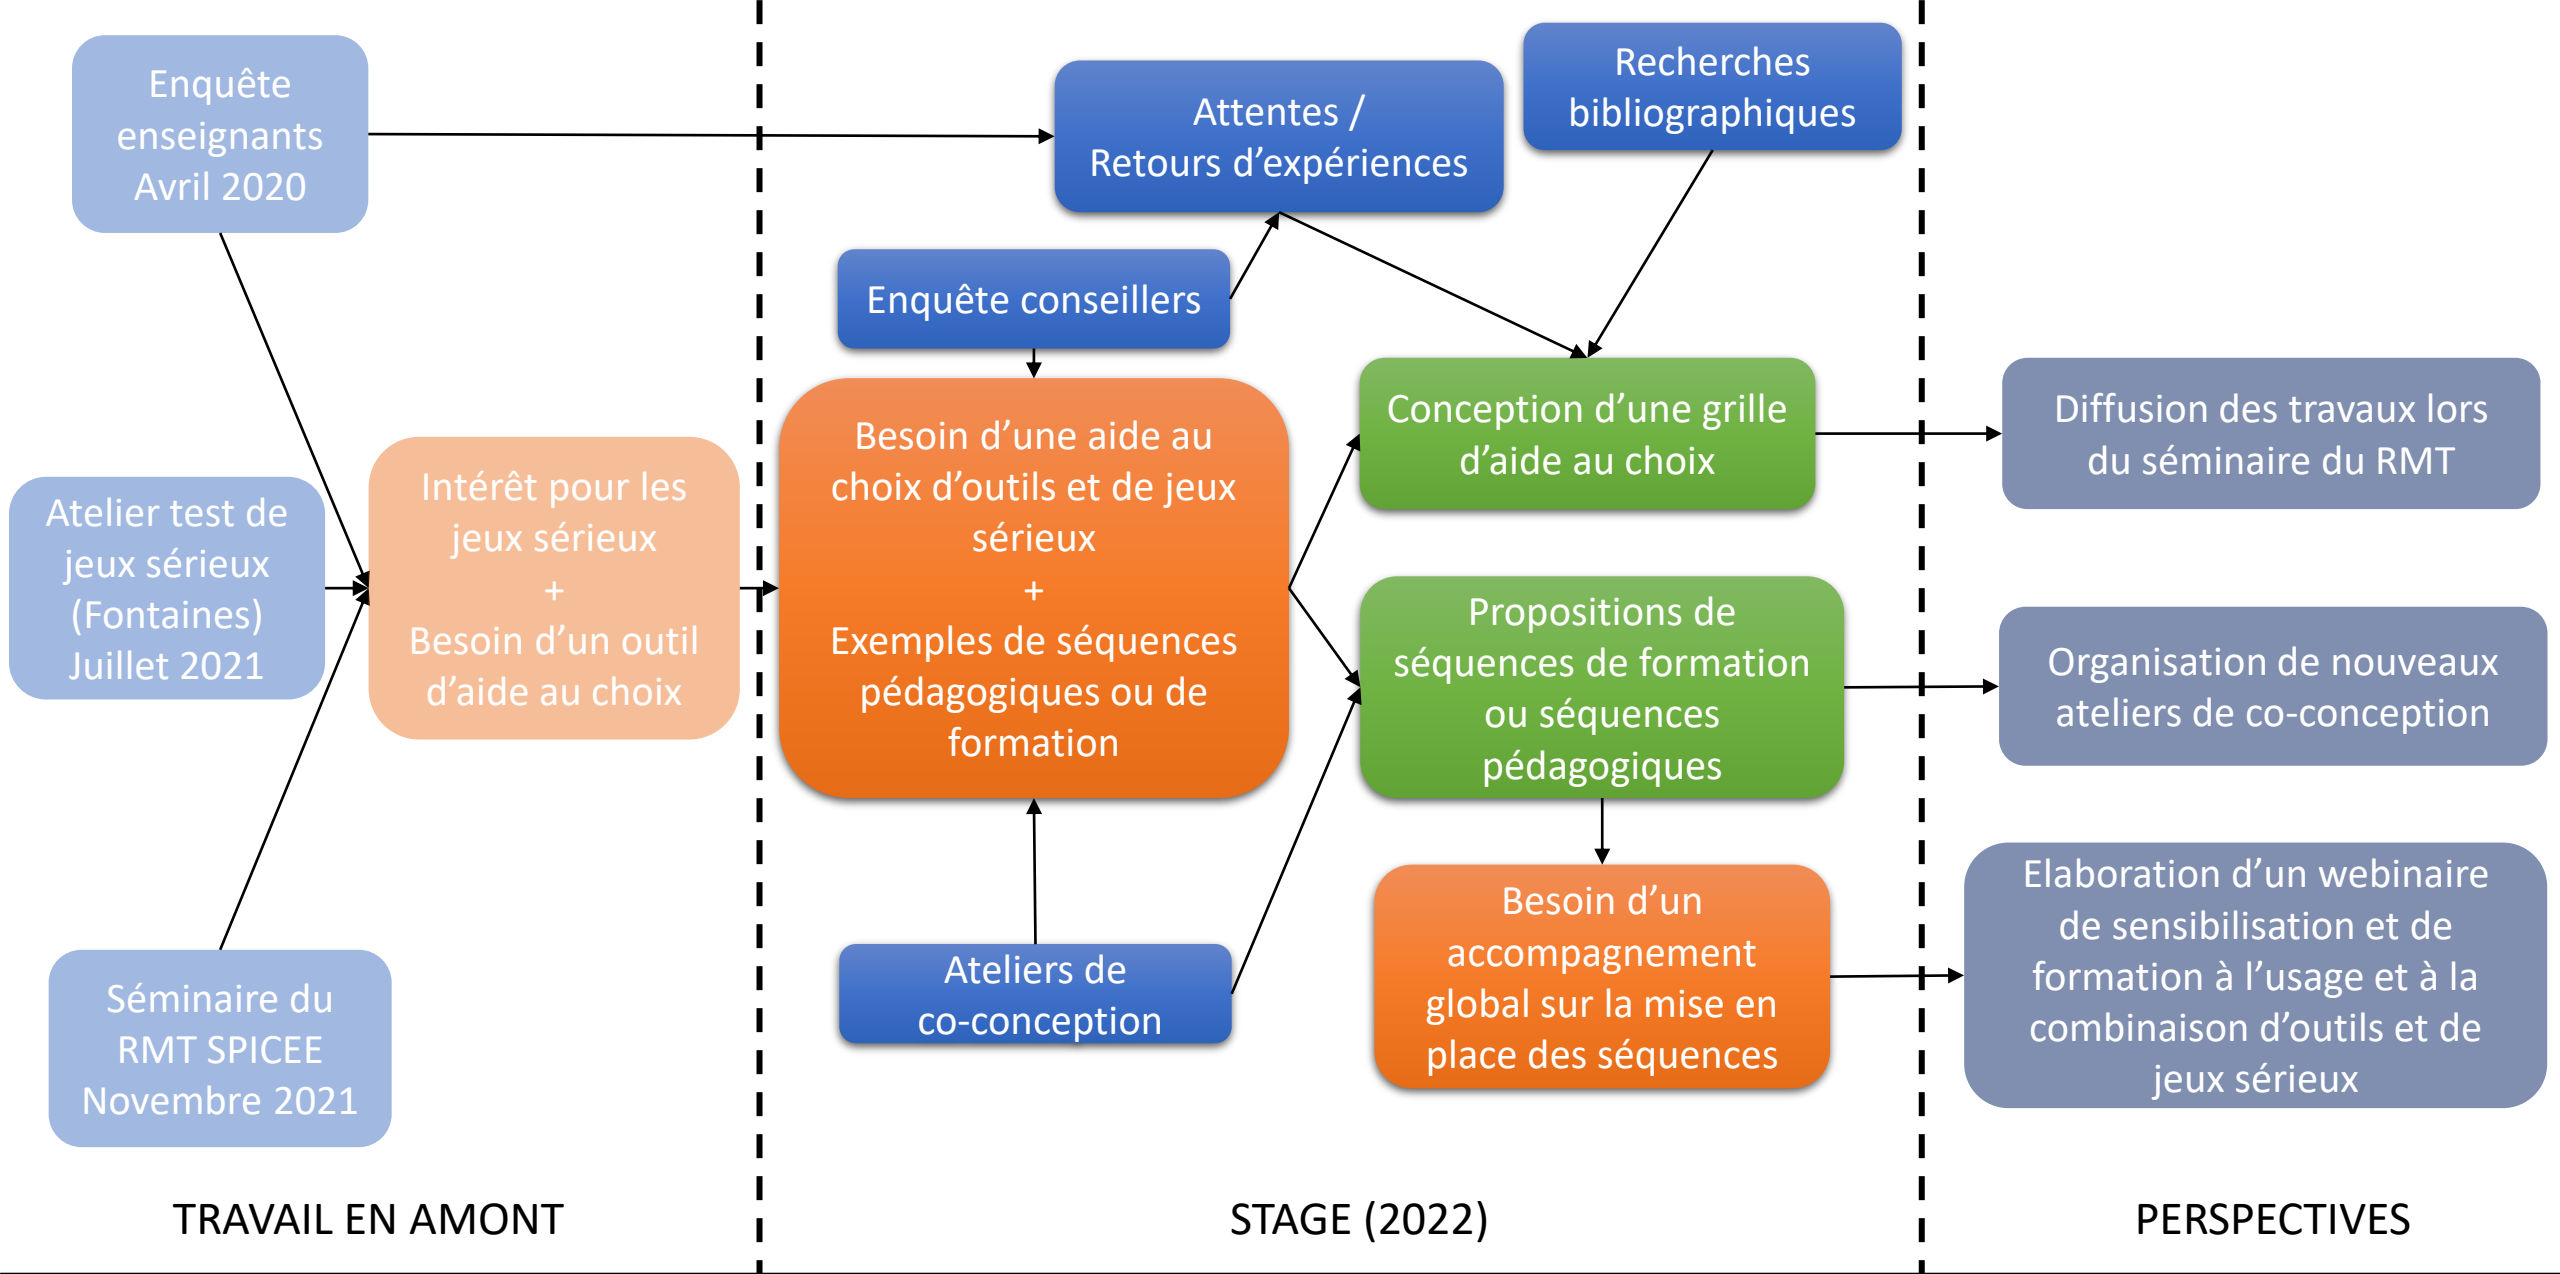 Enquête
enseignants
Avril 2020
Atelier test de
jeux sérieux
(Fontaines)
Juillet 2021
Séminaire du
RMT SPICEE
Novembre 2021
Intérêt pour les
jeux sérieux
+
Besoin d’un outil
d’aide au choix
TRAVAIL EN AMONT
Attentes /
Retours d’expériences
Recherches
bibliographiques
Enquête conseillers
Besoin d’une aide au
choix d’outils et de jeux
sérieux
+
Exemples de séquences
pédagogiques ou de
formation
Ateliers de
co-conception
Conception d’une grille
d’aide au choix
Propositions de
séquences de formation
ou séquences
pédagogiques
Besoin d’un
accompagnement
global sur la mise en
place des séquences
STAGE (2022)
Diffusion des travaux lors
du séminaire du RMT
Organisation de nouveaux
ateliers de co-conception
Elaboration d’un webinaire
de sensibilisation et de
formation à l’usage et à la
combinaison d’outils et de
jeux sérieux
PERSPECTIVES